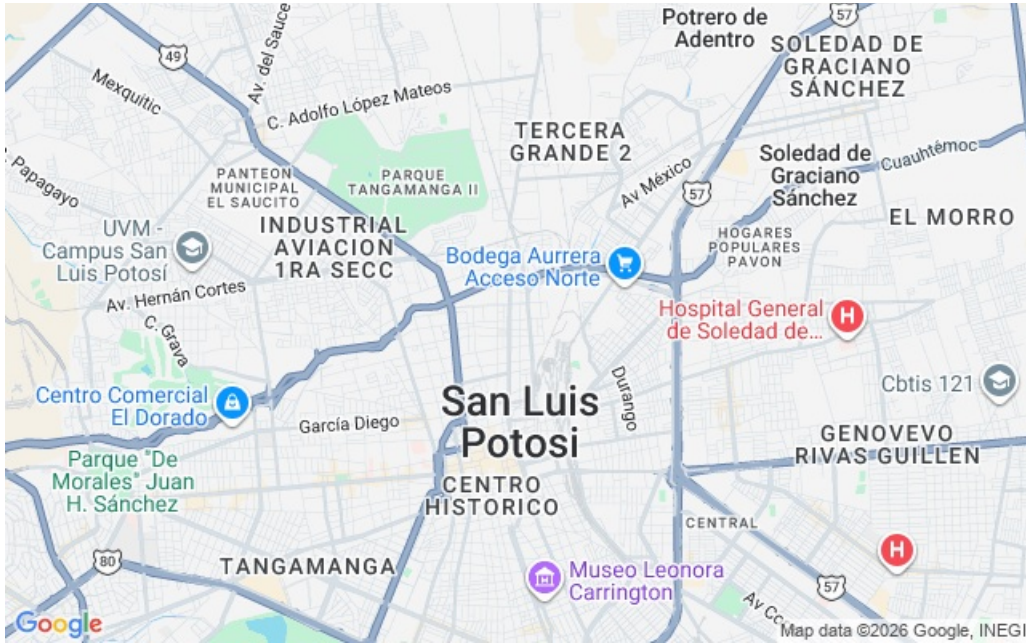 57
Potrero de
Adentro
SOLEDAD DE
GRACIANO
SÁNCHEZ
49
Av. del Sauce
Mexquitic
C. Adolfo López Mateos
TERCERA
GRANDE 2
Cuauhtémoc
Soledad de
Graciano
Sánchez
Papagayo
PANTEON
MUNICIPAL
EL SAUCITO
PARQUE
TANGAMANGA II
Av México
57
EL MORRO
UVM -
Campus San
Luis Potosí
INDUSTRIAL
AVIACION
1RA SECC
HOGARES
POPULARES
PAVON
Bodega Aurrera
Acceso Norte
Av. Hernán Cortes
C. Grava
Hospital General
de Soledad de...
H
Durango
Cbtis 121
Centro Comercial
El Dorado
San Luis
Potosi
García Diego
GENOVEVO
RIVAS GUILLEN
Parque "De
Morales" Juan
H. Sánchez
CENTRO
HISTORICO
CENTRAL
H
80
TANGAMANGA
Museo Leonora
Carrington
57
Av Co
Google
Map data ©2026 Google, INEGI